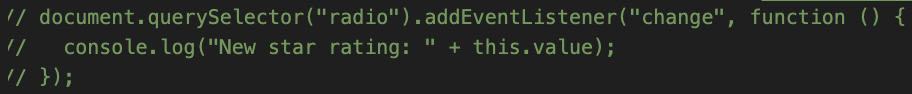 // document.querySelector("radio").addEventListener("change", function () {
//   console.log("New star rating: " + this.value);
// });